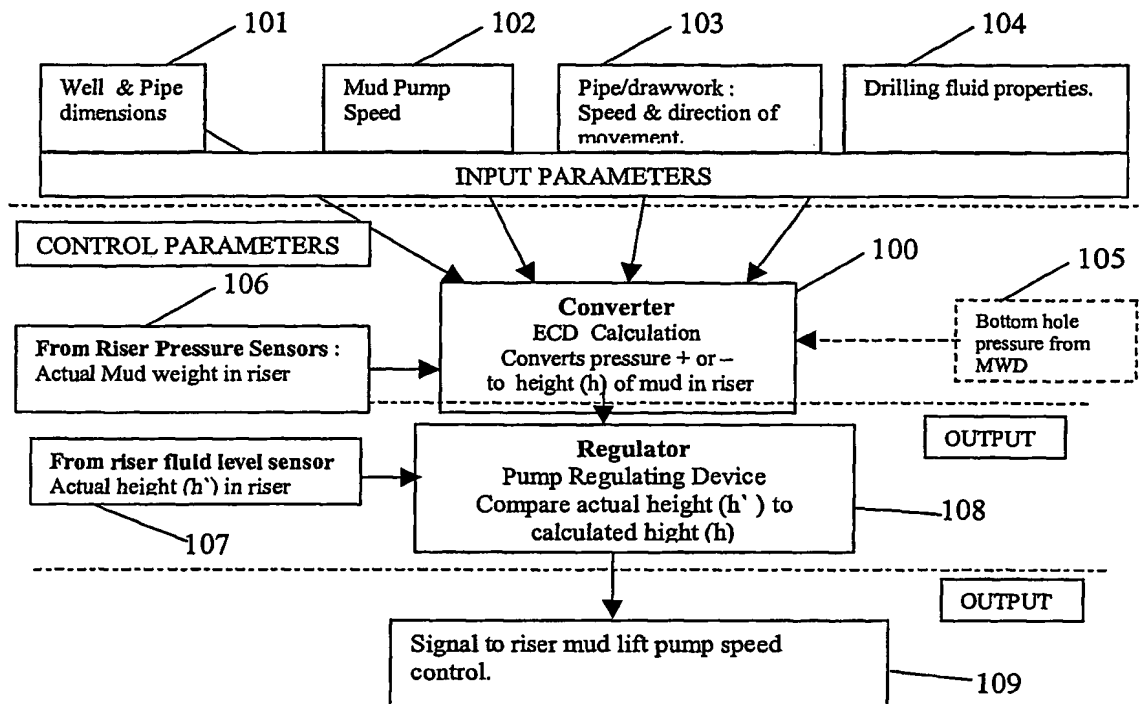 101
102
103
104
Well & Pipe
dimensions
Mud Pump
Speed
Pipe/drawwork :
Speed & direction of
movement.
Drilling fluid properties.
INPUT PARAMETERS
CONTROL PARAMETERS
106
100
105
From Riser Pressure Sensors :
Actual Mud weight in riser
Converter
ECD Calculation
Converts pressure + or –
to height (h) of mud in riser
Bottom hole
pressure from
MWD
OUTPUT
From riser fluid level sensor
Actual height (h`) in riser
107
Regulator
Pump Regulating Device
Compare actual height (h` ) to
calculated hight (h)
108
OUTPUT
Signal to riser mud lift pump speed
control.
109